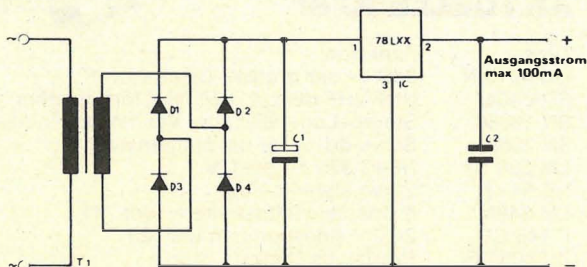 1
78LXX
2
+
Ausgangsstrom
max 100mA
3
IC
D1
D2
C1
C2
D3
D4
T1
−